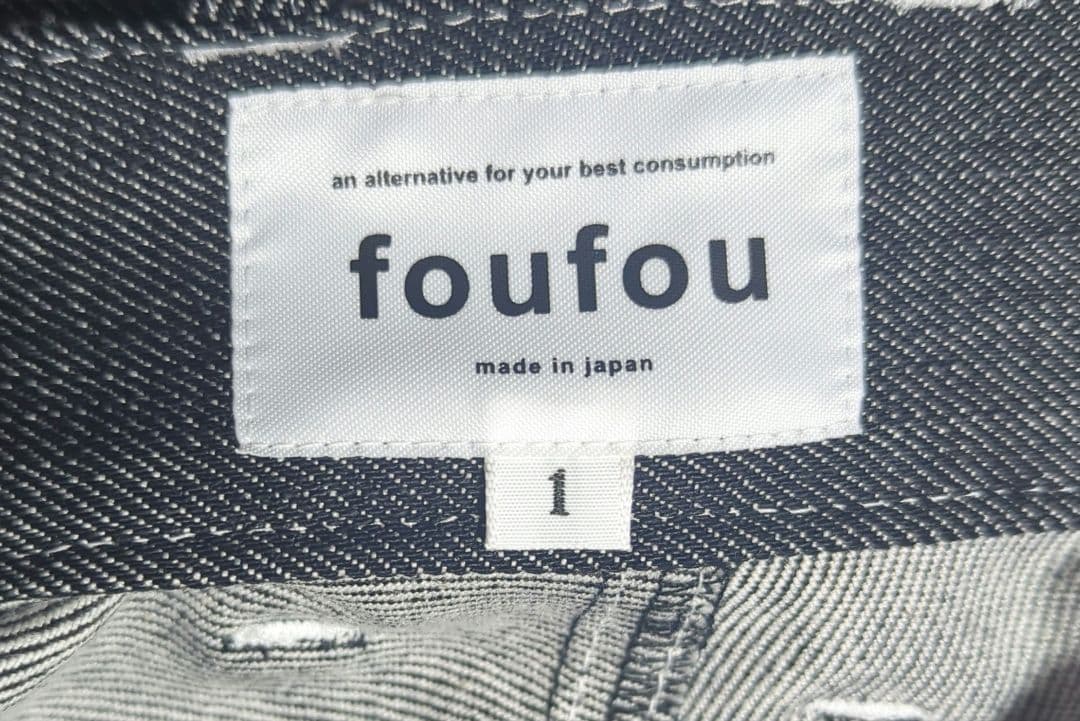 an alternative for your best consumption
foufou
made in japan
1